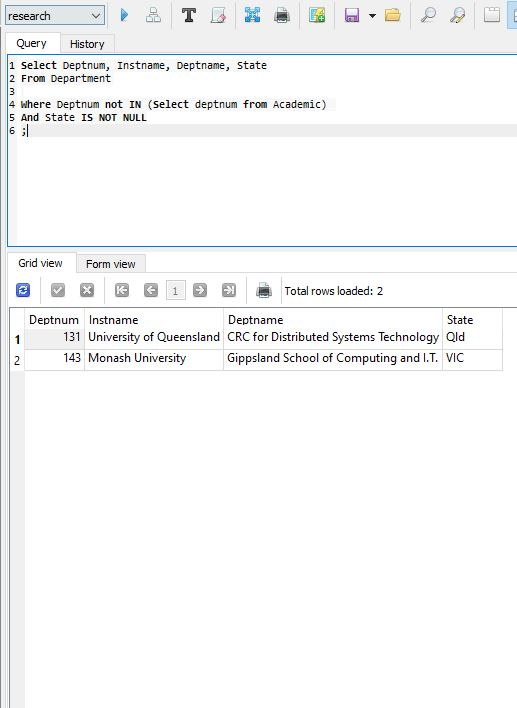 research
Query History
1 Select Deptnum, Instname, Deptname, State
2 From Department
3
4 Where Deptnum not IN (Select deptnum from Academic)
5 And State IS NOT NULL
6 ;
Grid view Form view
1 Total rows loaded: 2
Deptnum Instname Deptname State
1 131 University of Queensland CRC for Distributed Systems Technology Qld
2 143 Monash University Gippsland School of Computing and I.T. VIC